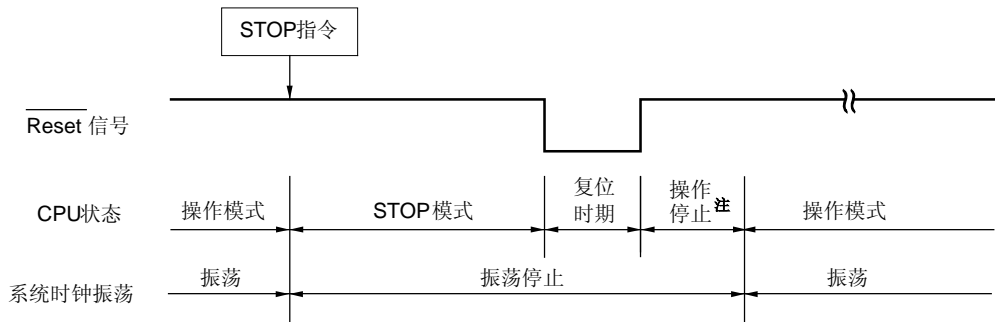 STOP指令
Reset 信号
CPU状态
操作模式
STOP模式
复位
时期
操作
停止注
操作模式
系统时钟振荡
振荡
振荡停止
振荡